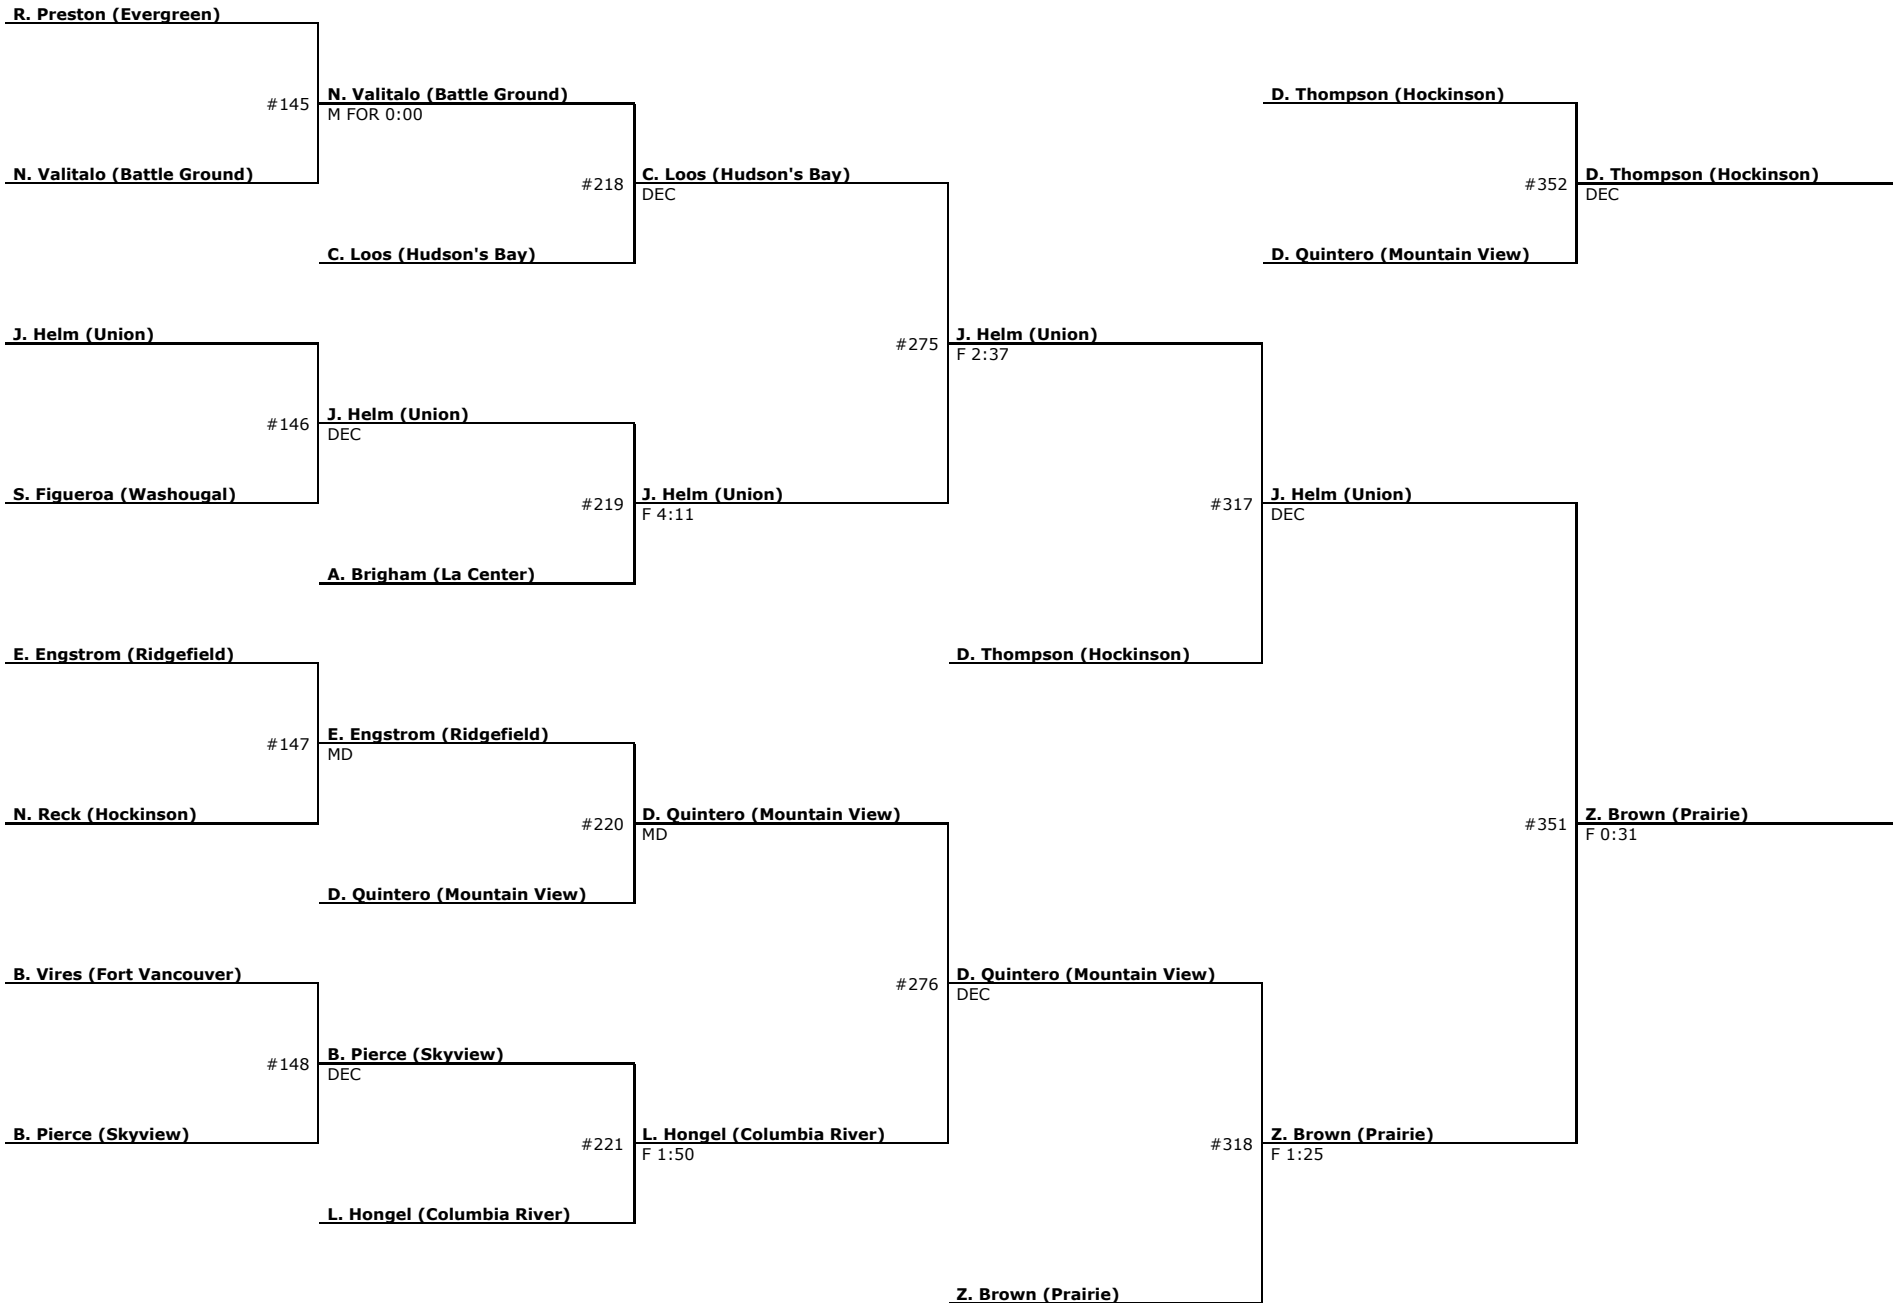 R. Preston (Evergreen)
#145
N. Valitalo (Battle Ground)
M FOR 0:00
D. Thompson (Hockinson)
N. Valitalo (Battle Ground)
#218
C. Loos (Hudson's Bay)
DEC
#352
D. Thompson (Hockinson)
DEC
C. Loos (Hudson's Bay)
D. Quintero (Mountain View)
J. Helm (Union)
#275
J. Helm (Union)
F 2:37
#146
J. Helm (Union)
DEC
S. Figueroa (Washougal)
#219
J. Helm (Union)
F 4:11
#317
J. Helm (Union)
DEC
A. Brigham (La Center)
E. Engstrom (Ridgefield)
D. Thompson (Hockinson)
#147
E. Engstrom (Ridgefield)
MD
N. Reck (Hockinson)
#220
D. Quintero (Mountain View)
MD
#351
Z. Brown (Prairie)
F 0:31
D. Quintero (Mountain View)
B. Vires (Fort Vancouver)
#276
D. Quintero (Mountain View)
DEC
#148
B. Pierce (Skyview)
DEC
B. Pierce (Skyview)
#221
L. Hongel (Columbia River)
F 1:50
#318
Z. Brown (Prairie)
F 1:25
L. Hongel (Columbia River)
Z. Brown (Prairie)